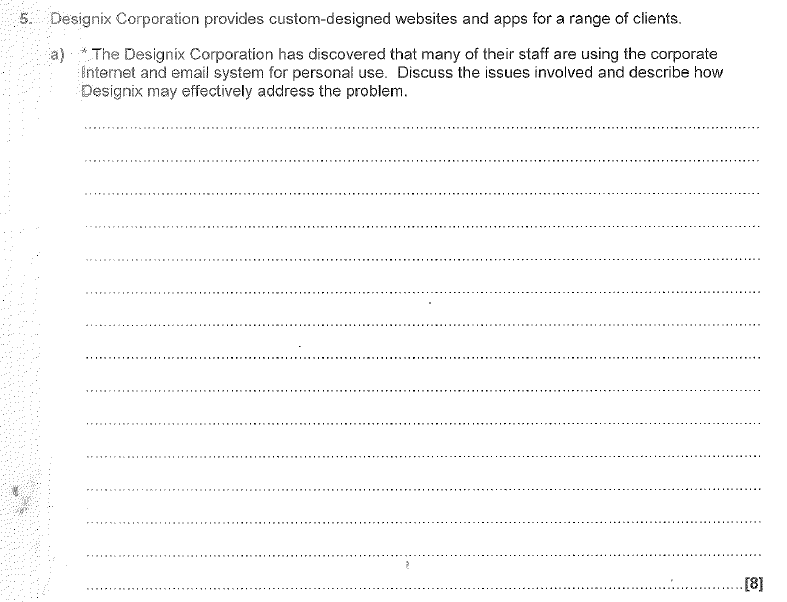 5. Designix Corporation provides custom-designed websites and apps for a range of clients.
a) * The Designix Corporation has discovered that many of their staff are using the corporate
Internet and email system for personal use. Discuss the issues involved and describe how
Designix may effectively address the problem.
[8]